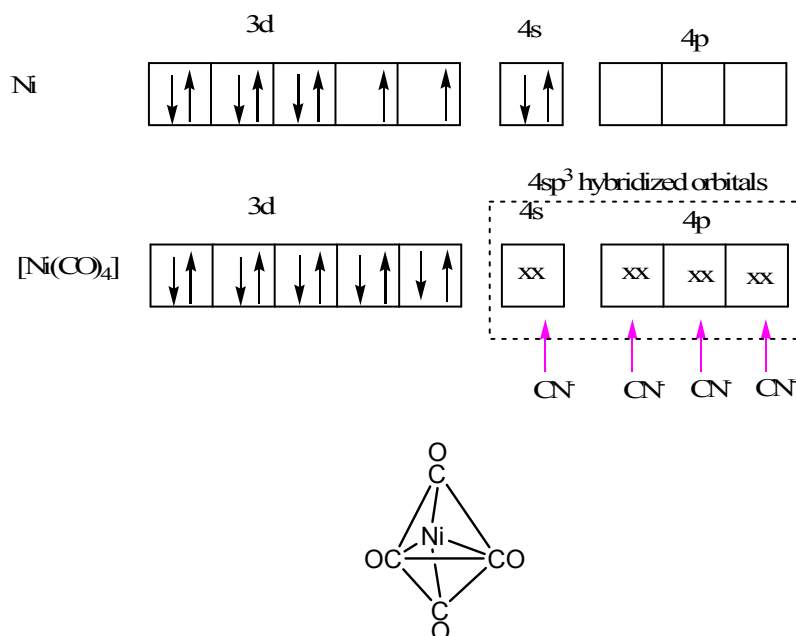 3d 4s 4p
Ni
4sp³ hybridized orbitals
3d 4s 4p
[Ni(CO)₄] xx xx xx xx
CN⁻ CN⁻ CN⁻ CN⁻
O
C
Ni
OC CO
C
O